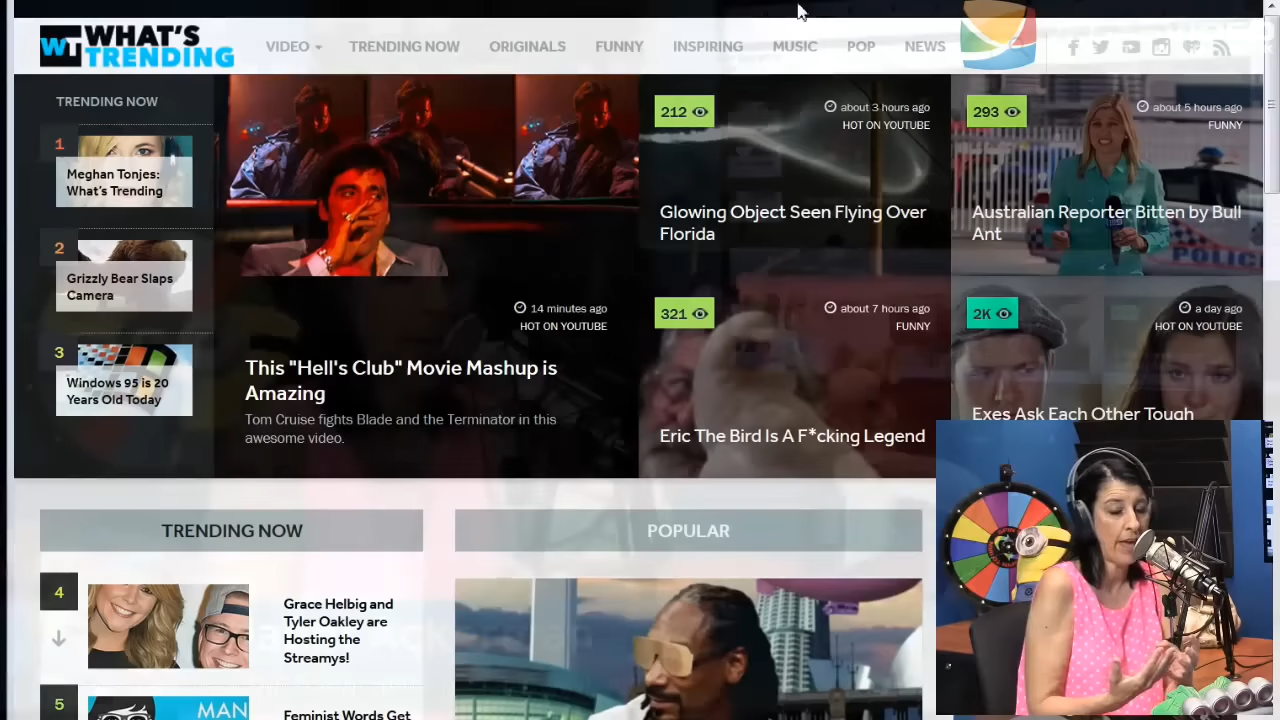 WHAT'S
TRENDING
VIDEO
TRENDING NOW
ORIGINALS
FUNNY
INSPIRING
MUSIC
POP
NEWS
TRENDING NOW
1
Meghan Tonjes:
What's Trending
2
Grizzly Bear Slaps
Camera
3
Windows 95 is 20
Years Old Today
14 minutes ago
HOT ON YOUTUBE
This "Hell's Club" Movie Mashup is
Amazing
Tom Cruise fights Blade and the Terminator in this
awesome video.
212
about 3 hours ago
HOT ON YOUTUBE
Glowing Object Seen Flying Over
Florida
293
about 5 hours ago
FUNNY
Australian Reporter Bitten by Bull
Ant
POLICE
321
about 7 hours ago
FUNNY
Eric The Bird Is A F*cking Legend
2K
a day ago
HOT ON YOUTUBE
Exes Ask Each Other Tough
TRENDING NOW
4
Grace Helbig and
Tyler Oakley are
Hosting the
Streamys!
5
MAN
Feminist Words Get
POPULAR